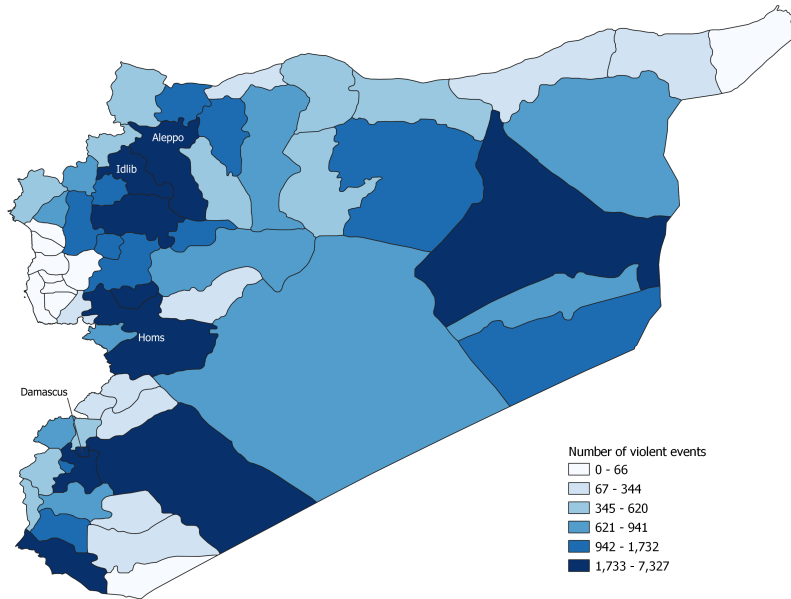 Aleppo
Idlib
Homs
Damascus
Number of violent events
0 - 66
67 - 344
345 - 620
621 - 941
942 - 1,732
1,733 - 7,327